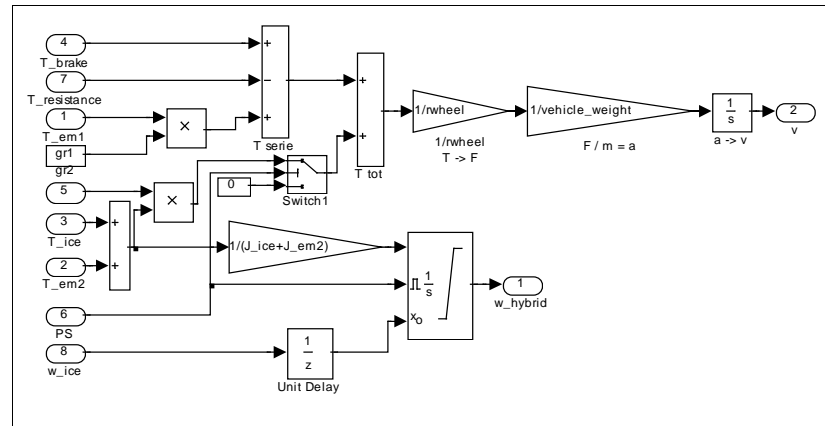 4
T_brake
+
7
T_resistance
−
1
T_em1
×
+
T serie
gr1
gr2
5
×
0
Switch1
3
T_ice
+
2
T_em2
+
+
+
T tot
1/rwheel
1/rwheel
T -> F
1/vehicle_weight
F / m = a
1
s
a -> v
2
v
1/(J_ice+J_em2)
1
s
xo
1
w_hybrid
6
PS
8
w_ice
1
z
Unit Delay